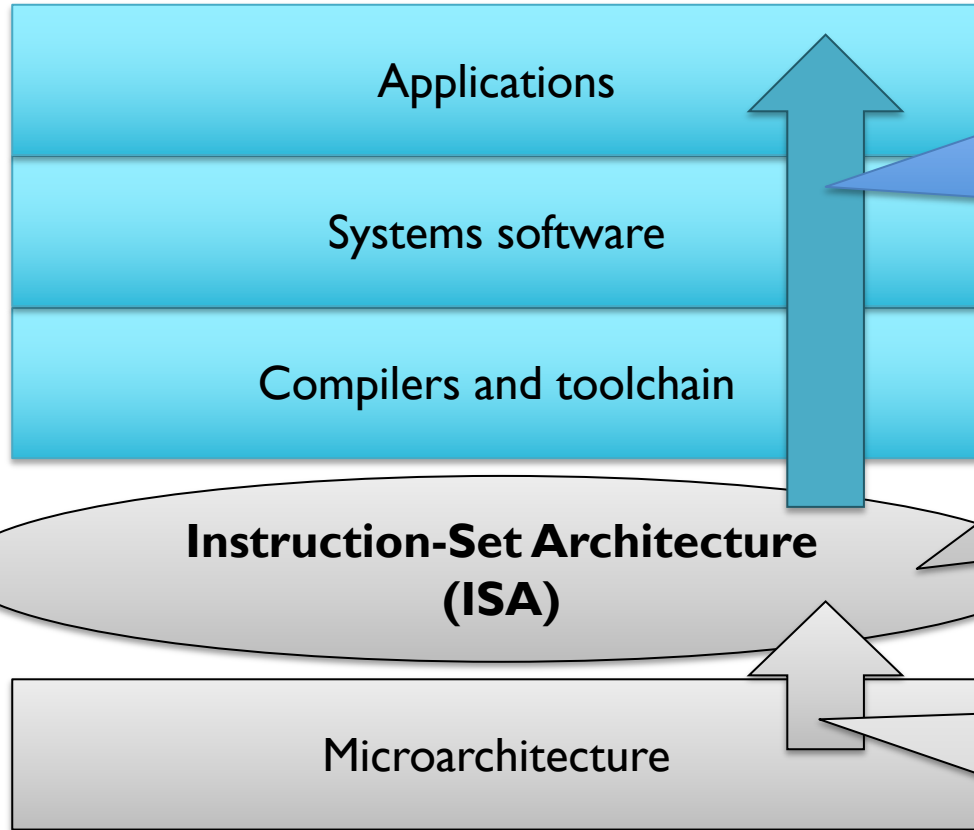 Applications
Systems software
Compilers and toolchain
Instruction-Set Architecture
(ISA)
Microarchitecture